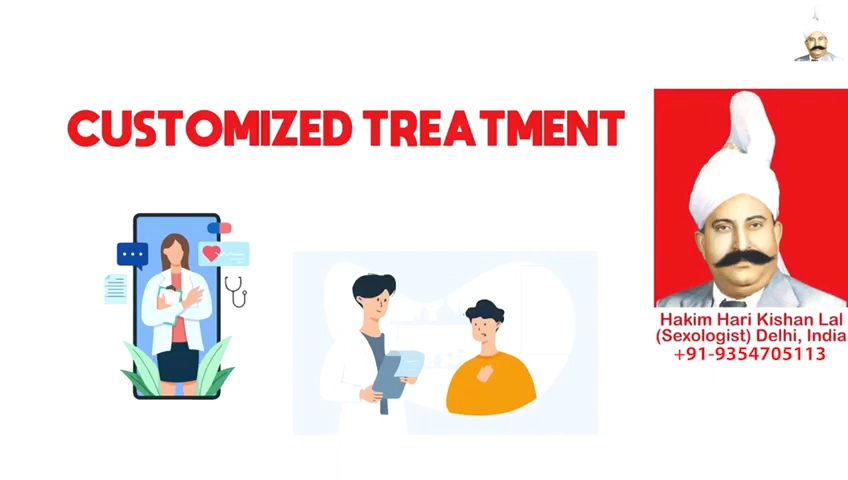 CUSTOMIZED TREATMENT
Hakim Hari Kishan Lal
(Sexologist) Delhi, India
+91-9354705113